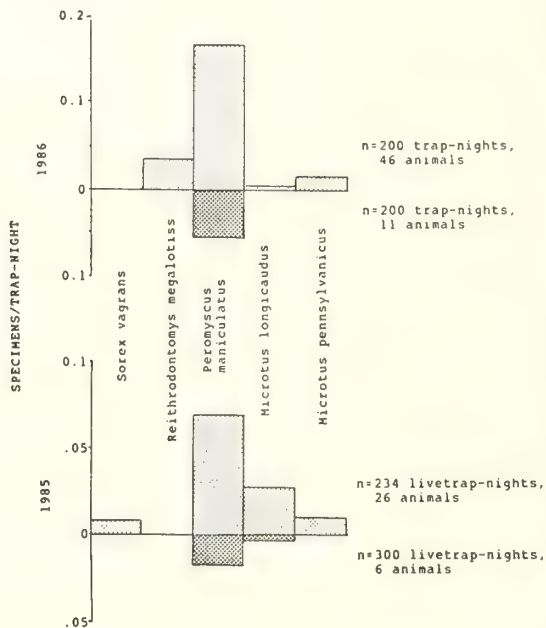 0.2
0.1
0
0.1
1986
n=200 trap-nights,
46 animals
n=200 trap-nights,
11 animals
SPECIMENS/TRAP-NIGHT
Sorex vagrans
Reithrodontomys megalotiss
Peromyscus
maniculatus
Microtus longicaudus
Microtus pennsylvanicus
0.1
.05
0
.05
1985
n=234 livetrap-nights,
26 animals
n=300 livetrap-nights,
6 animals